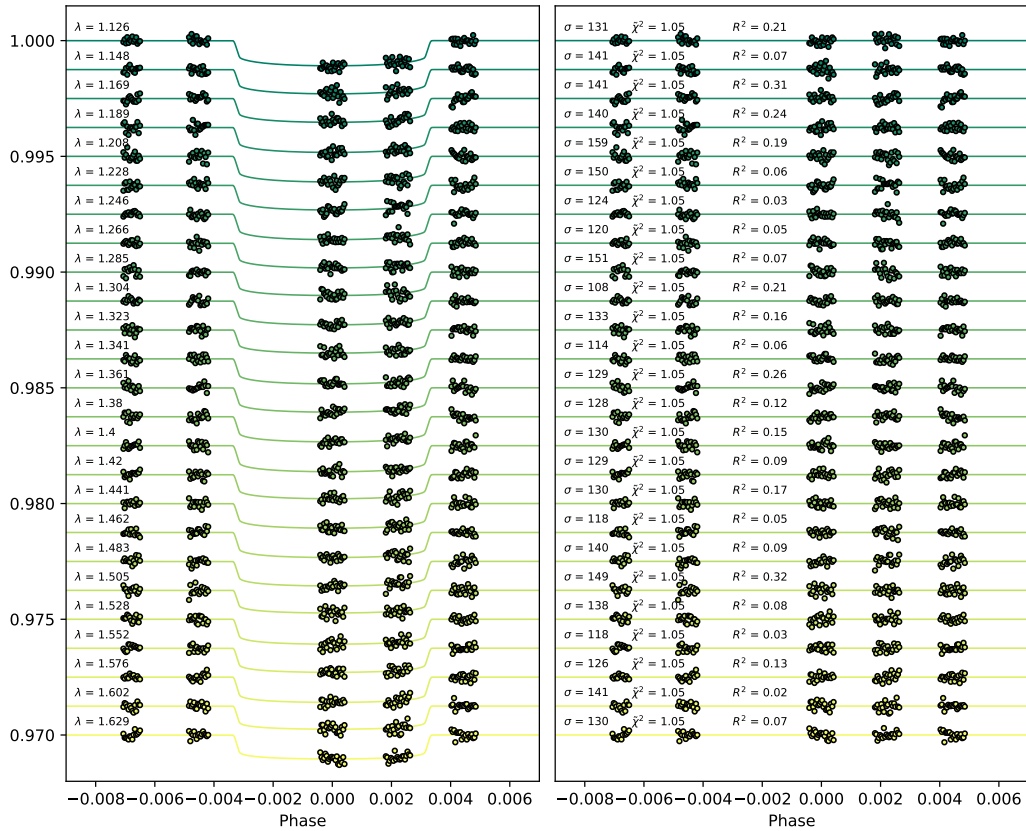 λ = 1.126
λ = 1.148
λ = 1.169
λ = 1.189
λ = 1.208
λ = 1.228
λ = 1.246
λ = 1.266
λ = 1.285
λ = 1.304
λ = 1.323
λ = 1.341
λ = 1.361
λ = 1.38
λ = 1.4
λ = 1.42
λ = 1.441
λ = 1.462
λ = 1.483
λ = 1.505
λ = 1.528
λ = 1.552
λ = 1.576
λ = 1.602
λ = 1.629
1.000
0.995
0.990
0.985
0.980
0.975
0.970
−0.008 −0.006 −0.004 0.000 0.002 0.004 0.006
Phase
σ = 131 χ̃² = 1.05 R² = 0.21
σ = 141 χ̃² = 1.05 R² = 0.07
σ = 141 χ̃² = 1.05 R² = 0.31
σ = 140 χ̃² = 1.05 R² = 0.24
σ = 159 χ̃² = 1.05 R² = 0.19
σ = 150 χ̃² = 1.05 R² = 0.06
σ = 124 χ̃² = 1.05 R² = 0.03
σ = 120 χ̃² = 1.05 R² = 0.05
σ = 151 χ̃² = 1.05 R² = 0.07
σ = 108 χ̃² = 1.05 R² = 0.21
σ = 133 χ̃² = 1.05 R² = 0.16
σ = 114 χ̃² = 1.05 R² = 0.06
σ = 129 χ̃² = 1.05 R² = 0.26
σ = 128 χ̃² = 1.05 R² = 0.12
σ = 130 χ̃² = 1.05 R² = 0.15
σ = 129 χ̃² = 1.05 R² = 0.09
σ = 130 χ̃² = 1.05 R² = 0.17
σ = 118 χ̃² = 1.05 R² = 0.05
σ = 140 χ̃² = 1.05 R² = 0.09
σ = 149 χ̃² = 1.05 R² = 0.32
σ = 138 χ̃² = 1.05 R² = 0.08
σ = 118 χ̃² = 1.05 R² = 0.03
σ = 126 χ̃² = 1.05 R² = 0.13
σ = 141 χ̃² = 1.05 R² = 0.02
σ = 130 χ̃² = 1.05 R² = 0.07
−0.008 −0.006 −0.004 0.000 0.002 0.004 0.006
Phase